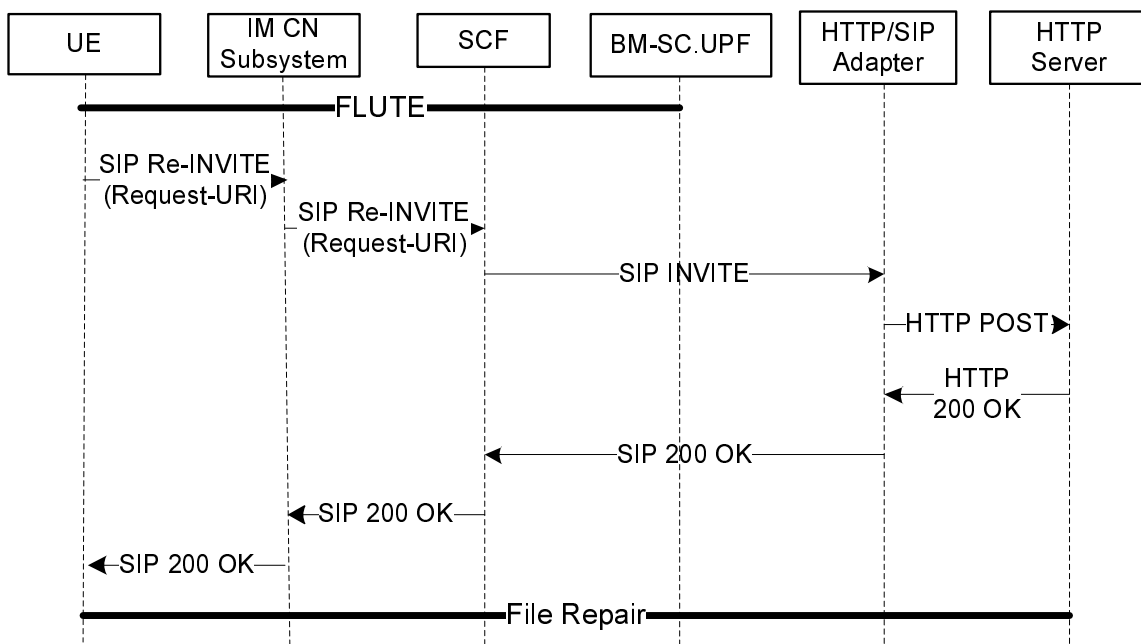 UE
IM CN
Subsystem
SCF
BM-SC.UPF
HTTP/SIP
Adapter
HTTP
Server
FLUTE
SIP Re-INVITE
(Request-URI)
SIP Re-INVITE
(Request-URI)
SIP INVITE
HTTP POST
HTTP
200 OK
SIP 200 OK
SIP 200 OK
SIP 200 OK
File Repair